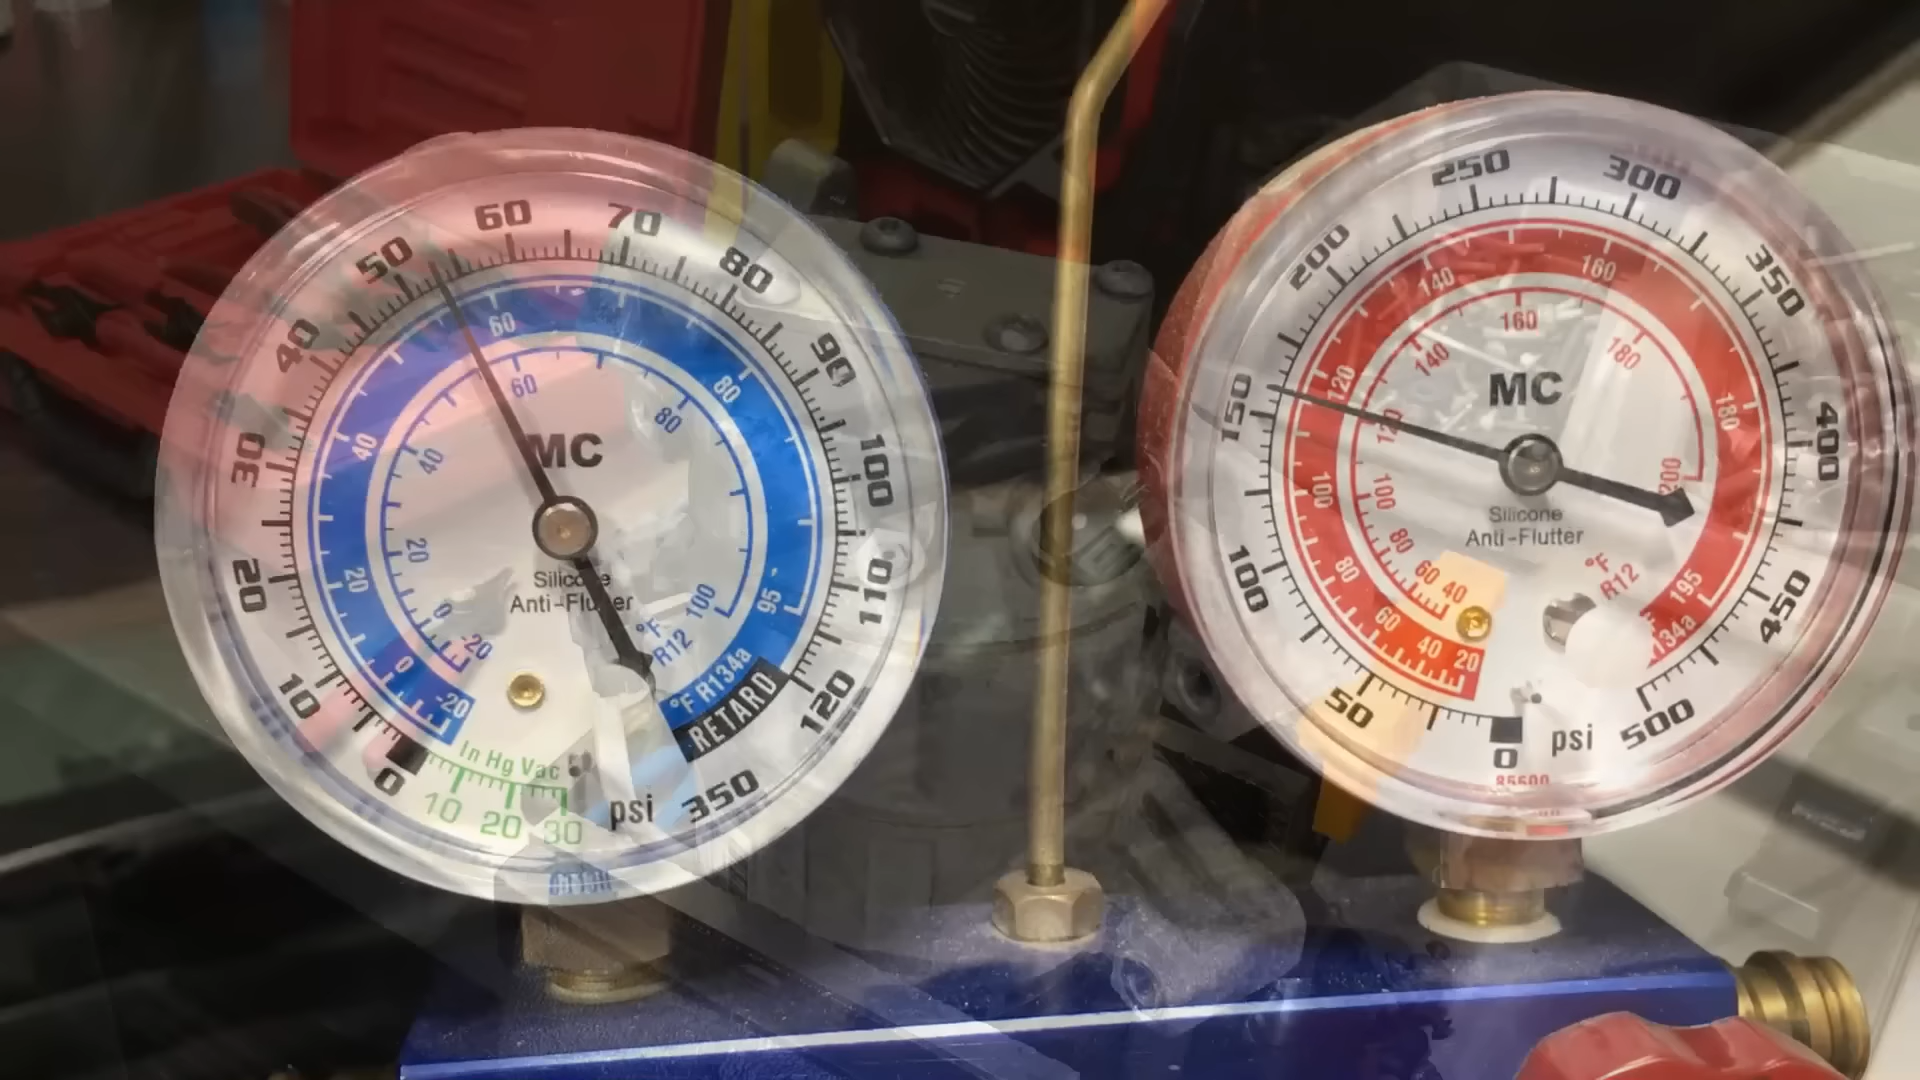 0 10 20 30 40 50 60 70 80 90 100 110 120 350
-20 0 20 40 60 80 95
-20 0 20 40 60 80 100
MC
Silicone
Anti-Flutter
°F
R12
°F R134a
RETARD
In Hg Vac
10 20 30
psi
0 50 100 150 200 250 300 350 400 450 500
20 40 60 80 100 120 140 160 180 195
40 60 80 100 120 140 160 180 200
MC
Silicone
Anti-Flutter
°F
R12
psi